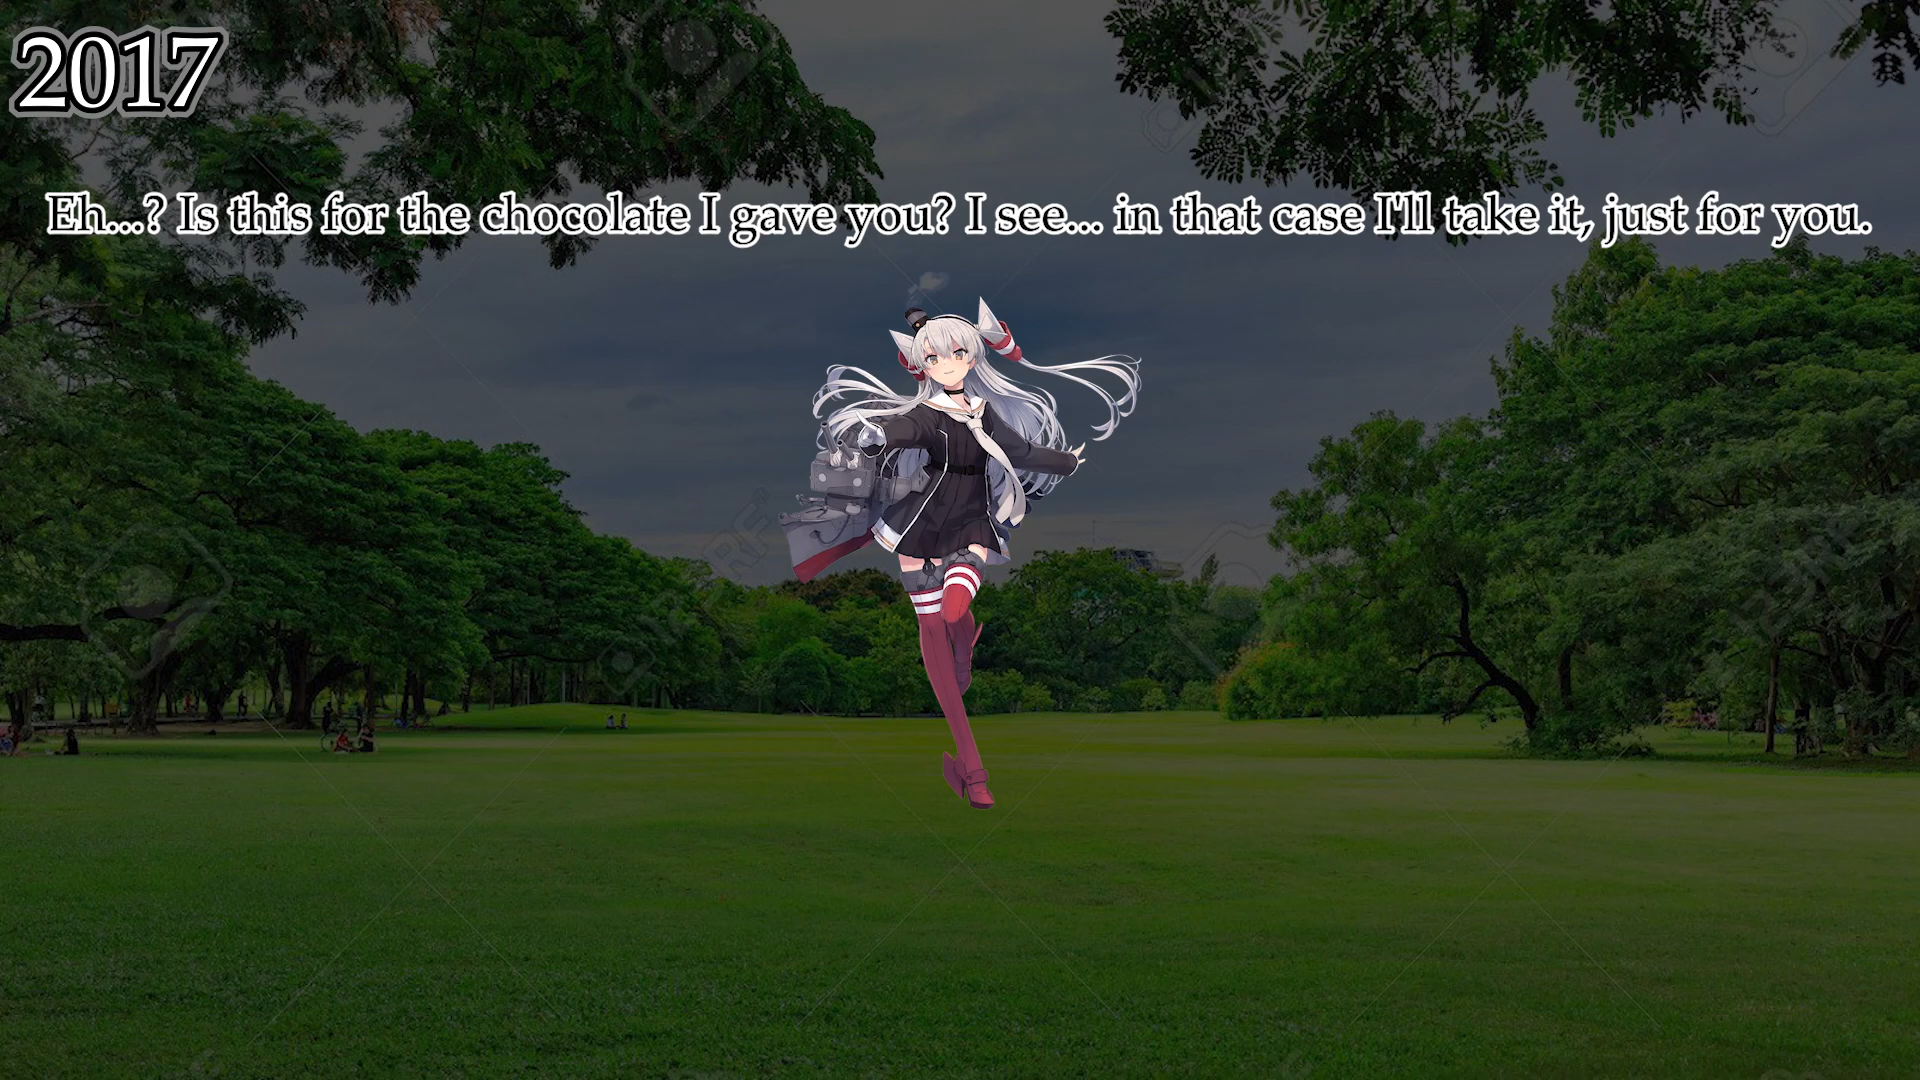 2017
Eh...? Is this for the chocolate I gave you? I see... in that case I'll take it, just for you.